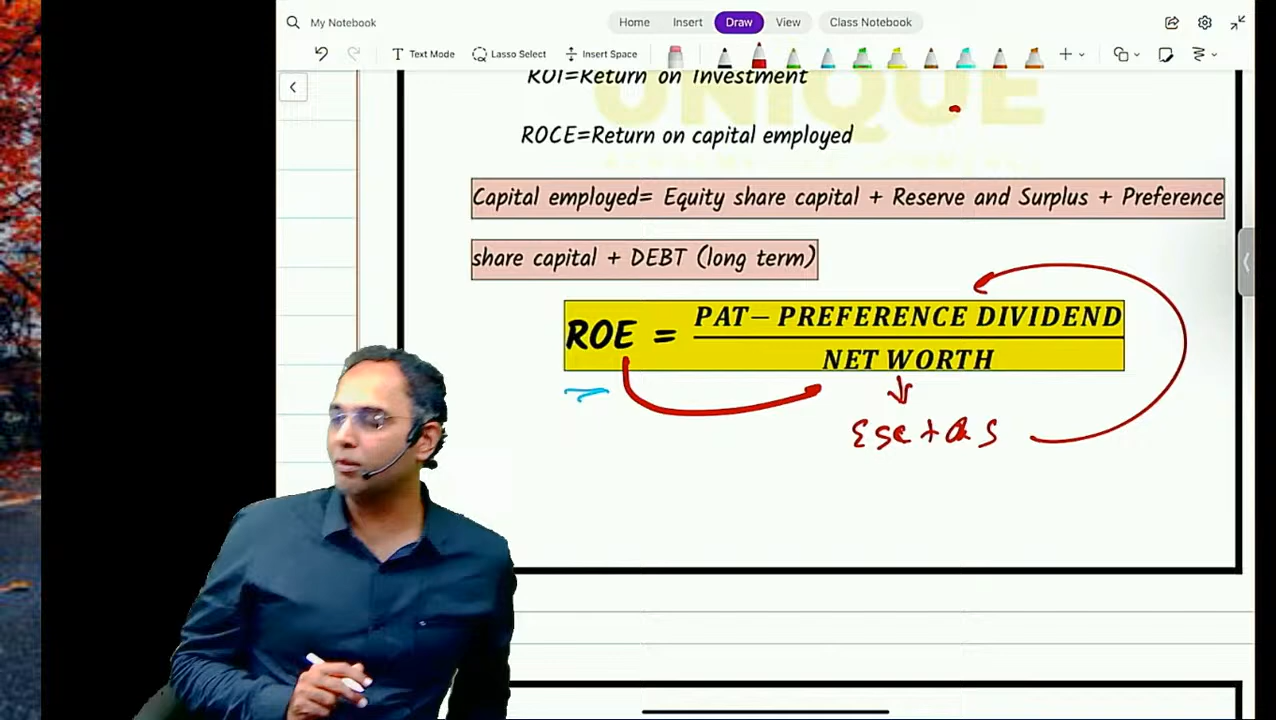 My Notebook
Home Insert Draw View Class Notebook
Text Mode Lasso Select Insert Space
UNIQUE
ROI=Return on Investment
ROCE=Return on capital employed
Capital employed= Equity share capital + Reserve and Surplus + Preference
share capital + DEBT (long term)
ROE = PAT− PREFERENCE DIVIDEND
NET WORTH